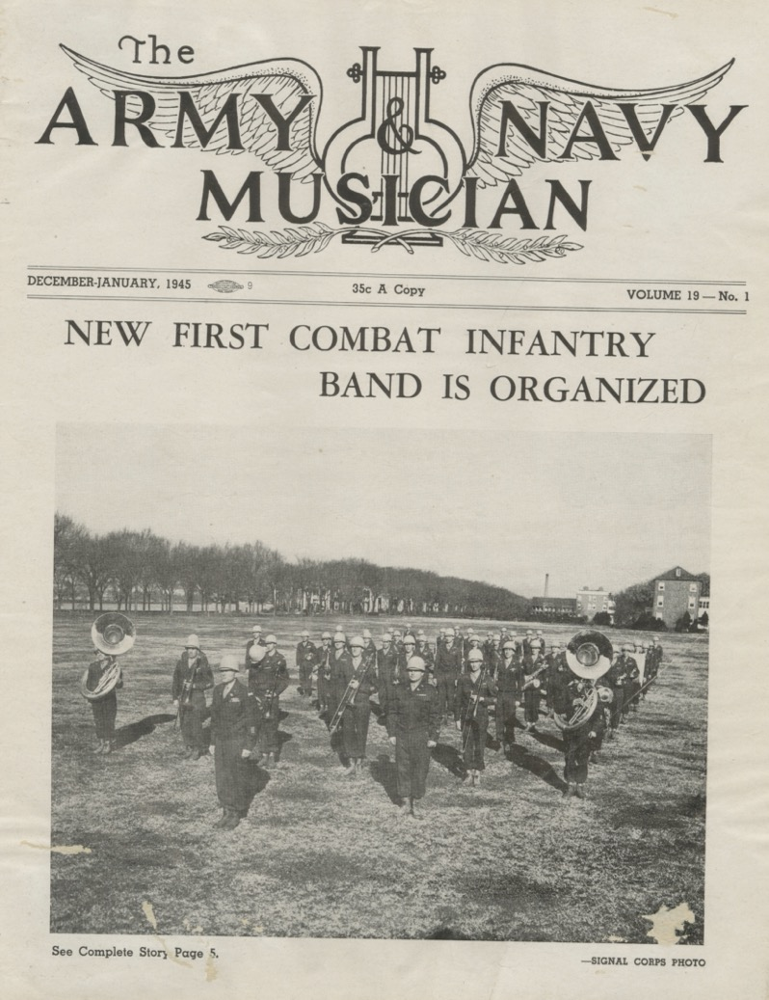 The
ARMY & NAVY
MUSICIAN
DECEMBER-JANUARY, 1945 9 35c A Copy VOLUME 19 — No. 1
NEW FIRST COMBAT INFANTRY
BAND IS ORGANIZED
See Complete Story Page 5.
—SIGNAL CORPS PHOTO